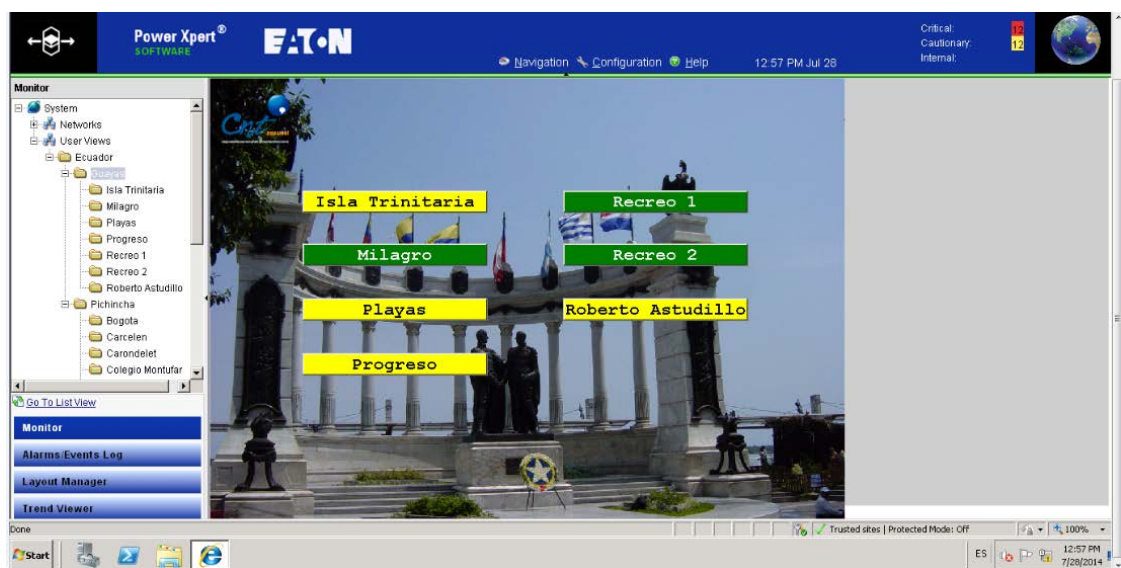 Power Xpert®
SOFTWARE
EATON
Navigation Configuration Help
12:57 PM Jul 28
Critical: 12
Cautionary: 12
Internal:
Monitor
System
Networks
User Views
Ecuador
Guayas
Isla Trinitaria
Milagro
Playas
Progreso
Recreo 1
Recreo 2
Roberto Astudillo
Pichincha
Bogota
Carcelen
Carondelet
Colegio Montufar
Go To List View
Monitor
Alarms/Events Log
Layout Manager
Trend Viewer
Isla Trinitaria
Recreo 1
Milagro
Recreo 2
Playas
Roberto Astudillo
Progreso
Done
Trusted sites | Protected Mode: Off
100%
Start
ES
12:57 PM
7/28/2014